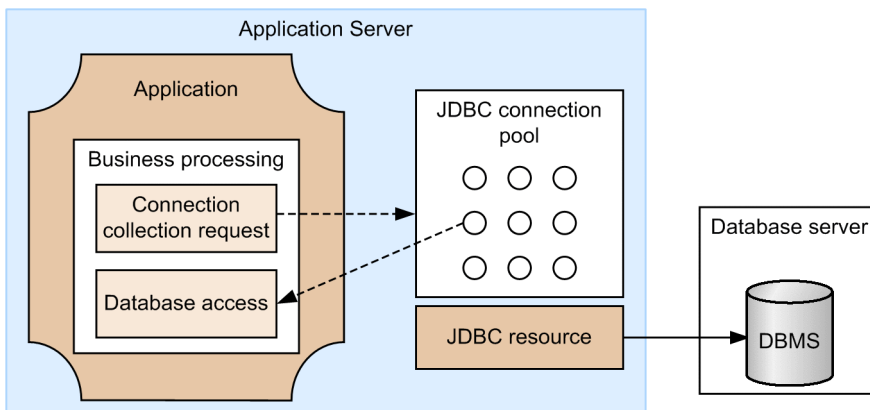 Application Server
Application
Business processing
Connection
collection request
Database access
JDBC connection
pool
JDBC resource
Database server
DBMS